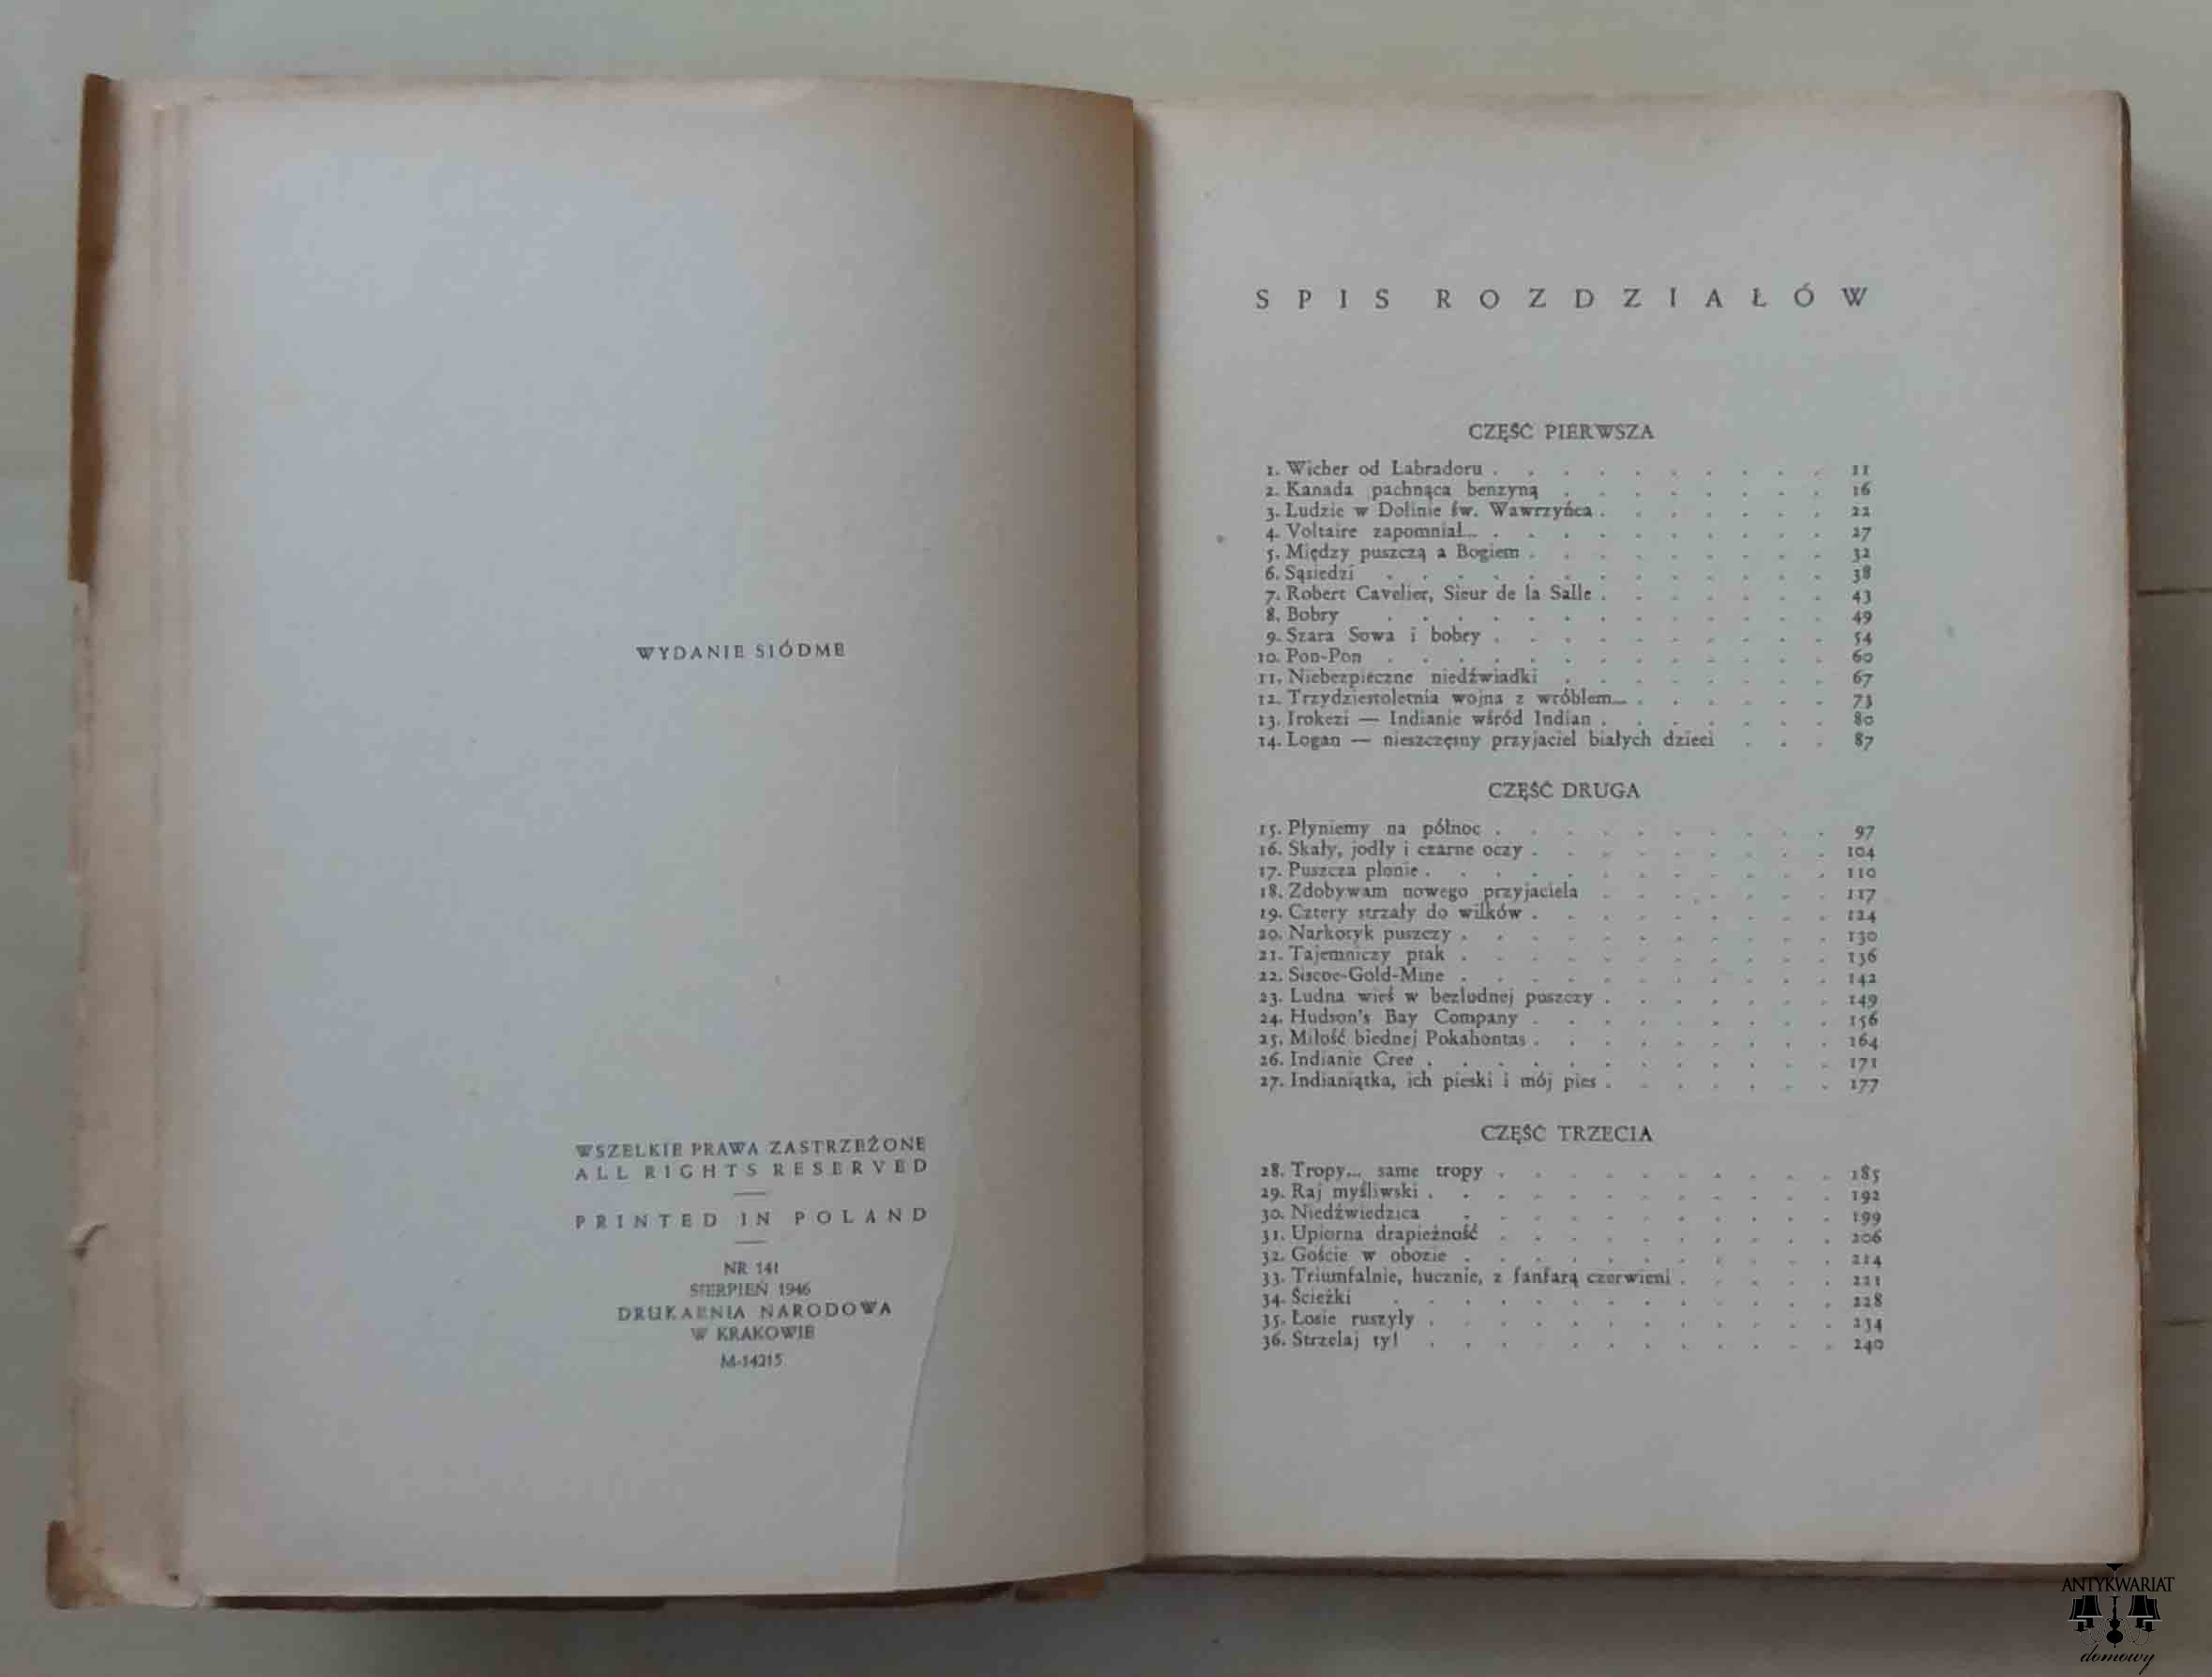 WYDANIE SIÓDME
WSZELKIE PRAWA ZASTRZEŻONE
ALL RIGHTS RESERVED
PRINTED IN POLAND
NR 141
SIERPIEŃ 1946
DRUKARNIA NARODOWA
W KRAKOWIE
M-14215
SPIS ROZDZIAŁÓW
CZĘŚĆ PIERWSZA
1. Wicher od Labradoru . . . . . . . . . . 11
2. Kanada pachnąca benzyną . . . . . . . . 16
3. Ludzie w Dolinie św. Wawrzyńca . . . . . . . 22
4. Voltaire zapomniał... . . . . . . . . . . 27
5. Między puszczą a Bogiem . . . . . . . . . 32
6. Sąsiedzi . . . . . . . . . . . . . 38
7. Robert Cavelier, Sieur de la Salle . . . . . . . 43
8. Bobry . . . . . . . . . . . . . 49
9. Szara Sowa i bobry . . . . . . . . . . 54
10. Pon-Pon . . . . . . . . . . . . . 60
11. Niebezpieczne niedźwiadki . . . . . . . . 67
12. Trzydziestoletnia wojna z wróblem... . . . . . . 73
13. Irokezi — Indianie wśród Indian . . . . . . . 80
14. Logan — nieszczęsny przyjaciel białych dzieci . . . 87
CZĘŚĆ DRUGA
15. Płyniemy na północ . . . . . . . . . . 97
16. Skały, jodły i czarne oczy . . . . . . . . . 104
17. Puszcza płonie . . . . . . . . . . . . 110
18. Zdobywam nowego przyjaciela . . . . . . . 117
19. Cztery strzały do wilków . . . . . . . . . 124
20. Narkotyk puszczy . . . . . . . . . . . 130
21. Tajemniczy ptak . . . . . . . . . . . 136
22. Siscoe-Gold-Mine . . . . . . . . . . . 142
23. Ludna wieś w bezludnej puszczy . . . . . . . 149
24. Hudson's Bay Company . . . . . . . . . 156
25. Miłość biednej Pokahontas . . . . . . . . . 164
26. Indianie Cree . . . . . . . . . . . . 171
27. Indianiątka, ich pieski i mój pies . . . . . . . 177
CZĘŚĆ TRZECIA
28. Tropy... same tropy . . . . . . . . . . 185
29. Raj myśliwski . . . . . . . . . . . . 192
30. Niedźwiedzica . . . . . . . . . . . 199
31. Upiorna drapieżność . . . . . . . . . . 206
32. Goście w obozie . . . . . . . . . . . 214
33. Triumfalnie, hucznie, z fanfarą czerwieni . . . . . 221
34. Ścieżki . . . . . . . . . . . . . 228
35. Łosie ruszyły . . . . . . . . . . . . 234
36. Strzelaj ty! . . . . . . . . . . . . 240
ANTYKWARIAT
domowy